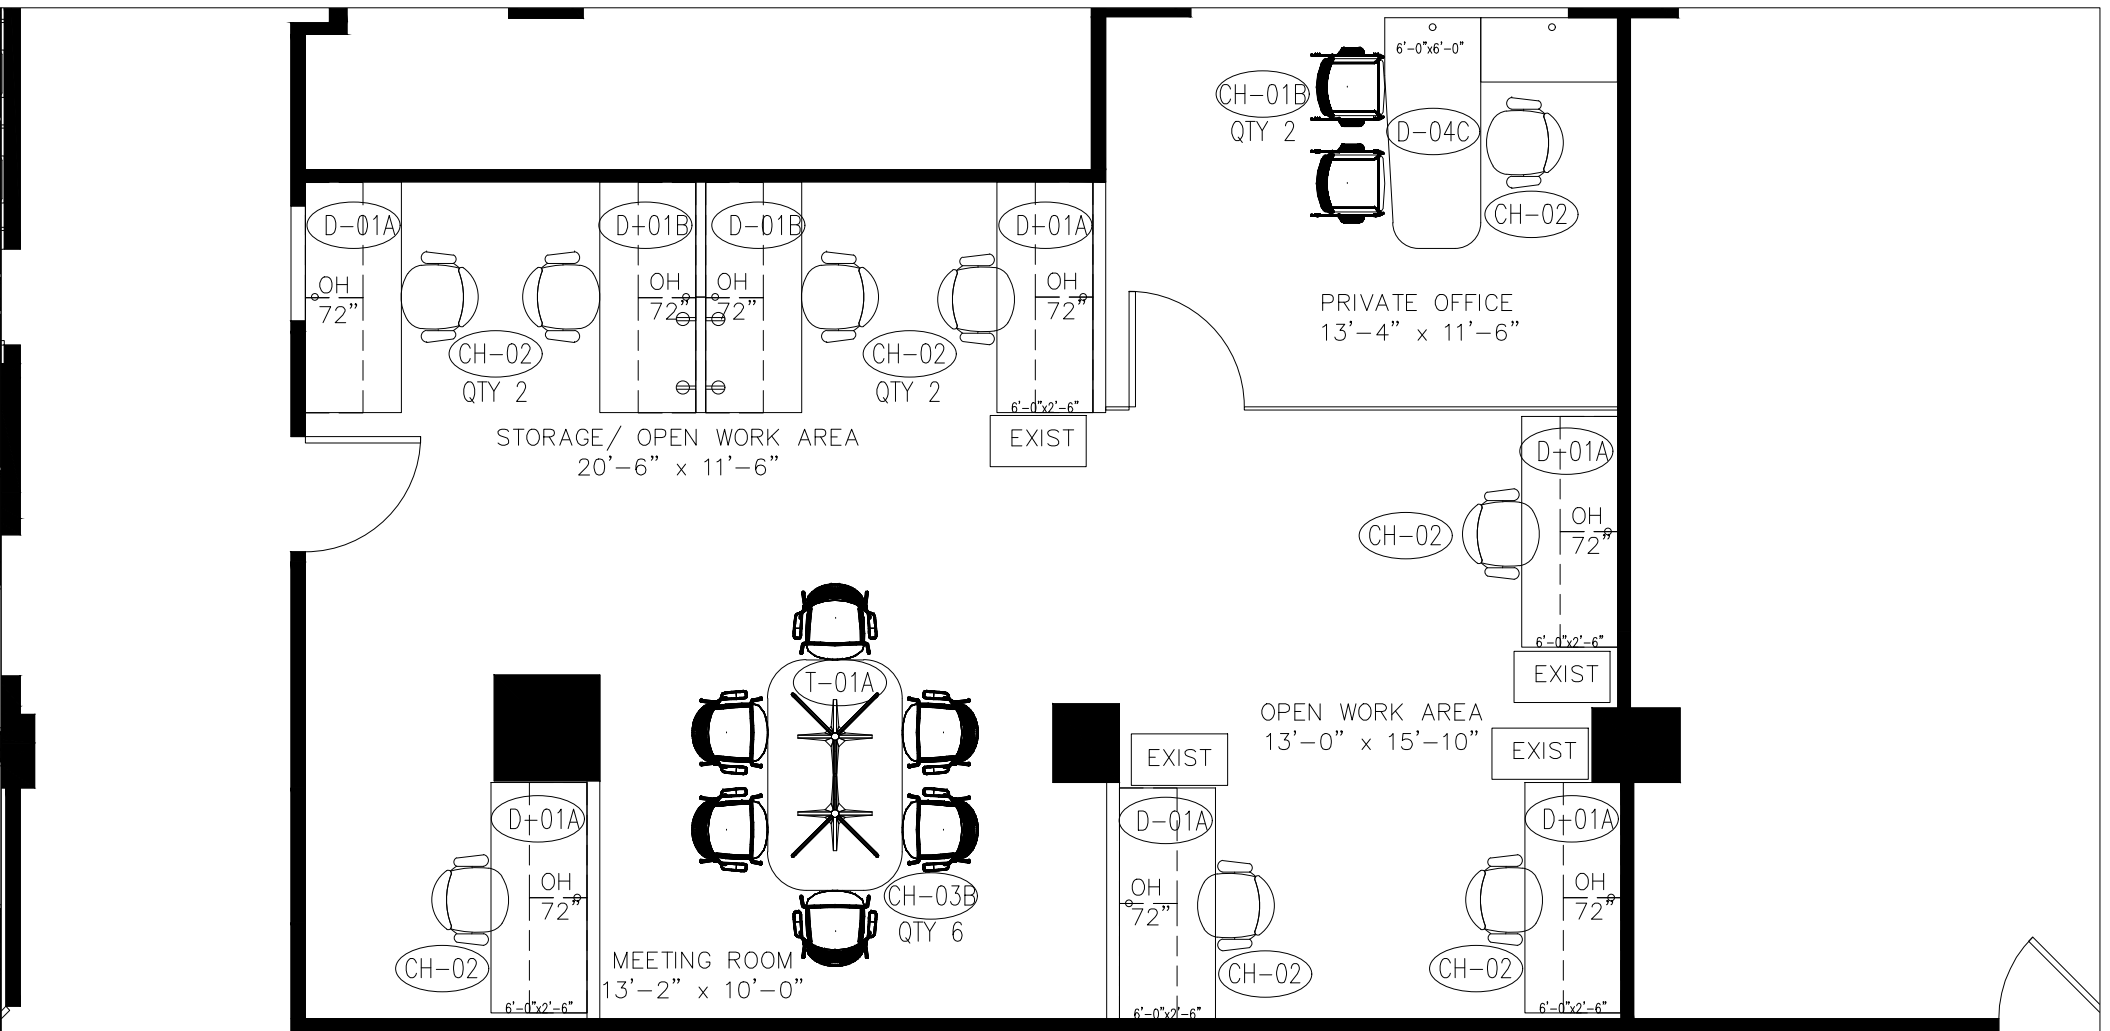 6'-0"x6'-0"
CH-01B
QTY 2
D-04C
CH-02
PRIVATE OFFICE
13'-4" x 11'-6"
D-01A
OH
72"
D-01B
OH
72"
D-01B
OH
72"
D-01A
OH
72"
CH-02
QTY 2
CH-02
QTY 2
6'-0"x2'-6"
EXIST
STORAGE/ OPEN WORK AREA
20'-6" x 11'-6"
D-01A
CH-02
OH
72"
6'-0"x2'-6"
EXIST
T-01A
OPEN WORK AREA
13'-0" x 15'-10"
EXIST
EXIST
D-01A
OH
72"
CH-02
6'-0"x2'-6"
CH-03B
QTY 6
MEETING ROOM
13'-2" x 10'-0"
D-01A
OH
72"
CH-02
6'-0"x2'-6"
D-01A
OH
72"
CH-02
6'-0"x2'-6"